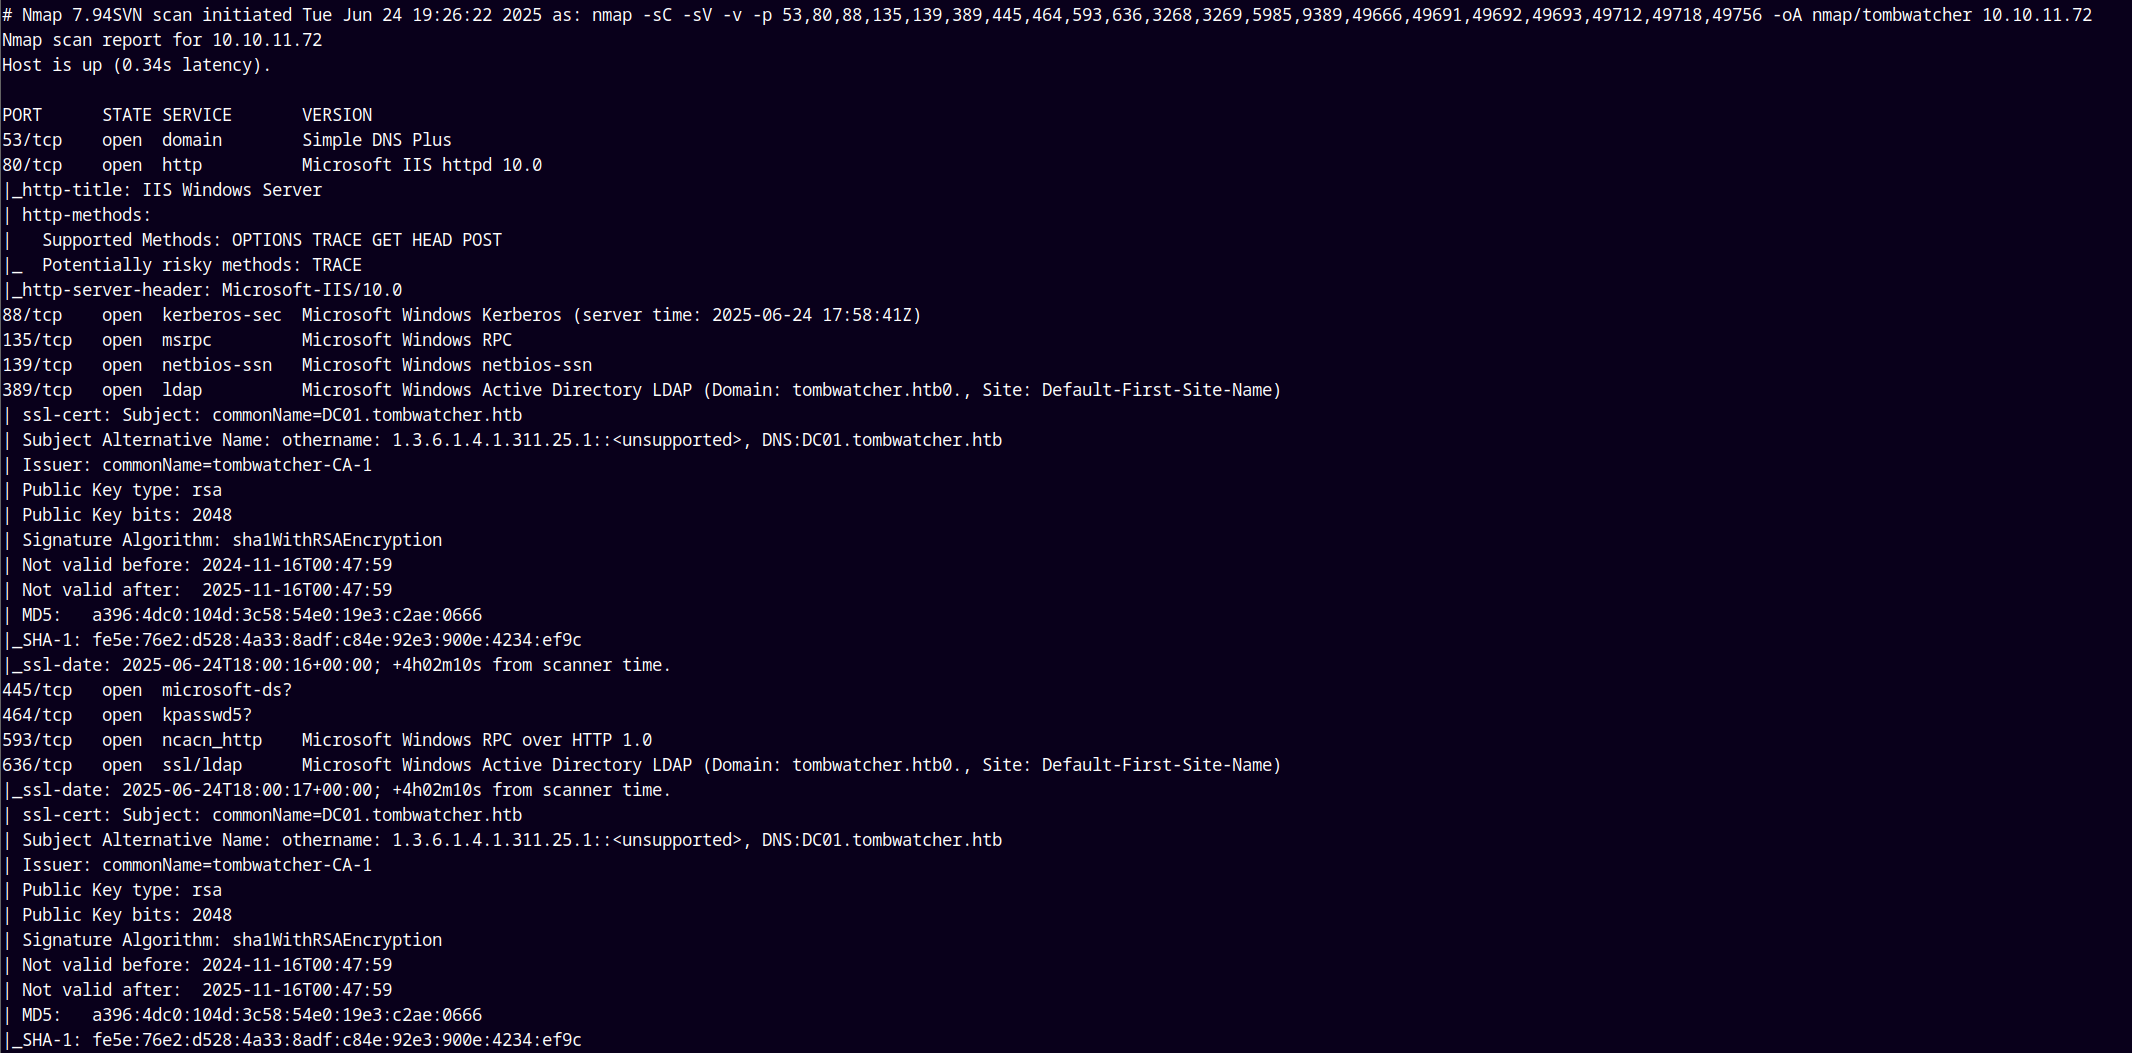 # Nmap 7.94SVN scan initiated Tue Jun 24 19:26:22 2025 as: nmap -sC -sV -v -p 53,80,88,135,139,389,445,464,593,636,3268,3269,5985,9389,49666,49691,49692,49693,49712,49718,49756 -oA nmap/tombwatcher 10.10.11.72
Nmap scan report for 10.10.11.72
Host is up (0.34s latency).

PORT      STATE SERVICE       VERSION
53/tcp    open  domain        Simple DNS Plus
80/tcp    open  http          Microsoft IIS httpd 10.0
|_http-title: IIS Windows Server
| http-methods:
|   Supported Methods: OPTIONS TRACE GET HEAD POST
|_  Potentially risky methods: TRACE
|_http-server-header: Microsoft-IIS/10.0
88/tcp    open  kerberos-sec  Microsoft Windows Kerberos (server time: 2025-06-24 17:58:41Z)
135/tcp   open  msrpc         Microsoft Windows RPC
139/tcp   open  netbios-ssn   Microsoft Windows netbios-ssn
389/tcp   open  ldap          Microsoft Windows Active Directory LDAP (Domain: tombwatcher.htb0., Site: Default-First-Site-Name)
| ssl-cert: Subject: commonName=DC01.tombwatcher.htb
| Subject Alternative Name: othername: 1.3.6.1.4.1.311.25.1::<unsupported>, DNS:DC01.tombwatcher.htb
| Issuer: commonName=tombwatcher-CA-1
| Public Key type: rsa
| Public Key bits: 2048
| Signature Algorithm: sha1WithRSAEncryption
| Not valid before: 2024-11-16T00:47:59
| Not valid after:  2025-11-16T00:47:59
| MD5:   a396:4dc0:104d:3c58:54e0:19e3:c2ae:0666
|_SHA-1: fe5e:76e2:d528:4a33:8adf:c84e:92e3:900e:4234:ef9c
|_ssl-date: 2025-06-24T18:00:16+00:00; +4h02m10s from scanner time.
445/tcp   open  microsoft-ds?
464/tcp   open  kpasswd5?
593/tcp   open  ncacn_http    Microsoft Windows RPC over HTTP 1.0
636/tcp   open  ssl/ldap      Microsoft Windows Active Directory LDAP (Domain: tombwatcher.htb0., Site: Default-First-Site-Name)
|_ssl-date: 2025-06-24T18:00:17+00:00; +4h02m10s from scanner time.
| ssl-cert: Subject: commonName=DC01.tombwatcher.htb
| Subject Alternative Name: othername: 1.3.6.1.4.1.311.25.1::<unsupported>, DNS:DC01.tombwatcher.htb
| Issuer: commonName=tombwatcher-CA-1
| Public Key type: rsa
| Public Key bits: 2048
| Signature Algorithm: sha1WithRSAEncryption
| Not valid before: 2024-11-16T00:47:59
| Not valid after:  2025-11-16T00:47:59
| MD5:   a396:4dc0:104d:3c58:54e0:19e3:c2ae:0666
|_SHA-1: fe5e:76e2:d528:4a33:8adf:c84e:92e3:900e:4234:ef9c